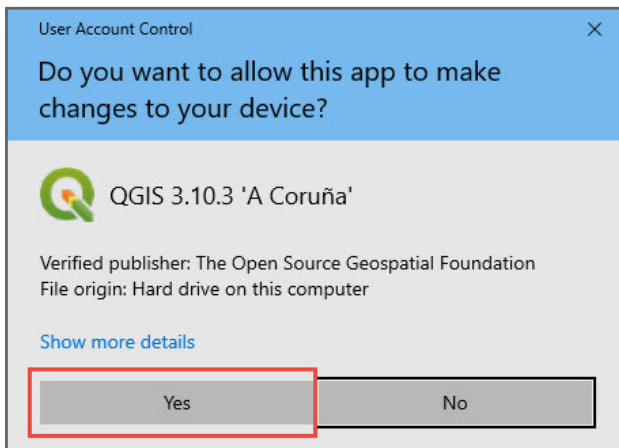 User Account Control
Do you want to allow this app to make
changes to your device?
QGIS 3.10.3 'A Coruña'
Verified publisher: The Open Source Geospatial Foundation
File origin: Hard drive on this computer
Show more details
Yes
No